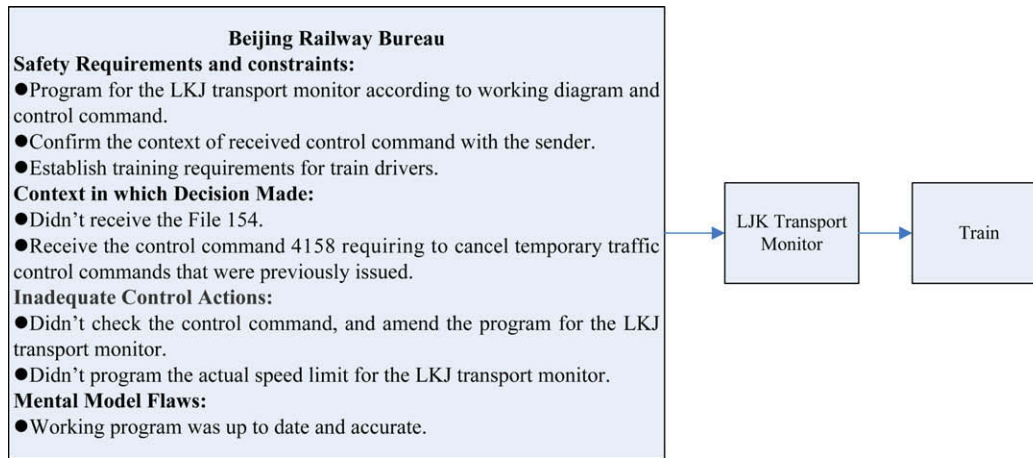 Beijing Railway Bureau
Safety Requirements and constraints:
●Program for the LKJ transport monitor according to working diagram and
control command.
●Confirm the context of received control command with the sender.
●Establish training requirements for train drivers.
Context in which Decision Made:
●Didn't receive the File 154.
●Receive the control command 4158 requiring to cancel temporary traffic
control commands that were previously issued.
Inadequate Control Actions:
●Didn't check the control command, and amend the program for the LKJ
transport monitor.
●Didn't program the actual speed limit for the LKJ transport monitor.
Mental Model Flaws:
●Working program was up to date and accurate.
LJK Transport
Monitor
Train